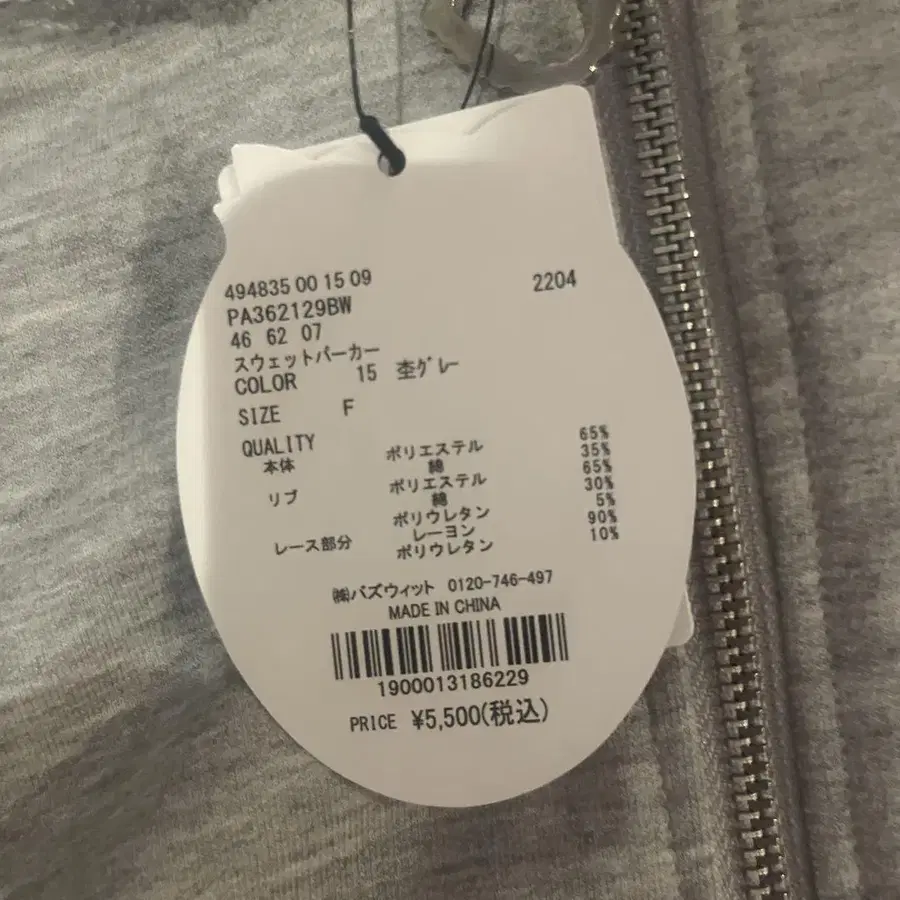 494835 00 15 09 2204
PA362129BW
46 62 07
スウェットパーカー
COLOR 15 杢グレー
SIZE F
QUALITY
本体 ポリエステル 65%
綿 35%
リブ ポリエステル 65%
綿 30%
ポリウレタン 5%
レース部分 レーヨン 90%
ポリウレタン 10%
㈱バズウィット 0120-746-497
MADE IN CHINA
1900013186229
PRICE ¥5,500(税込)